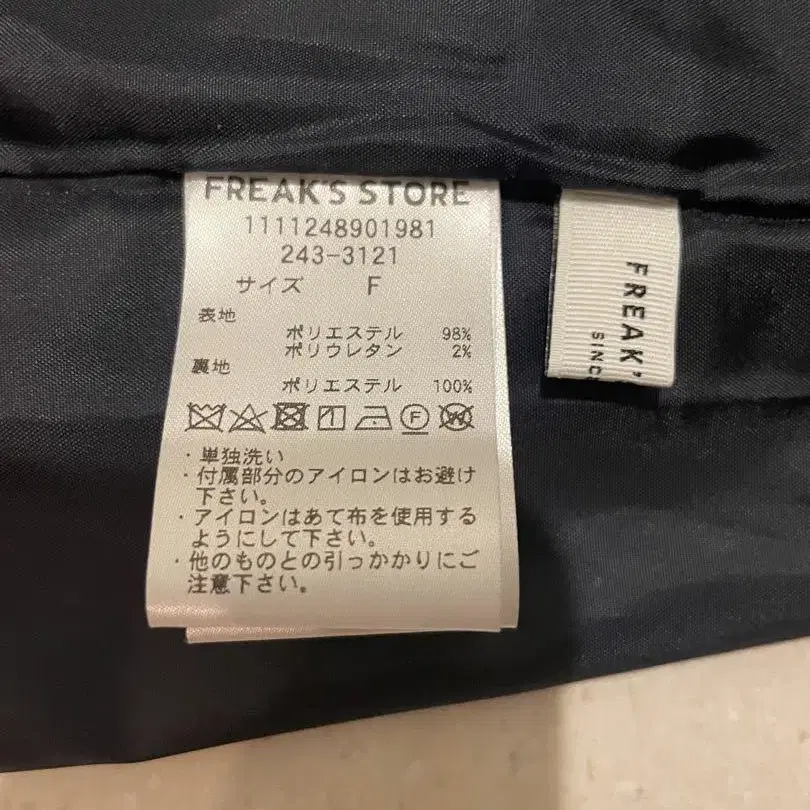 FREAK'S STORE
1111248901981
243-3121
サイズ F
表地
ポリエステル 98%
ポリウレタン 2%
裏地
ポリエステル 100%
・単独洗い
・付属部分のアイロンはお避け
下さい。
・アイロンはあて布を使用する
ようにして下さい。
・他のものとの引っかかりにご
注意下さい。
FREAK'
SINC